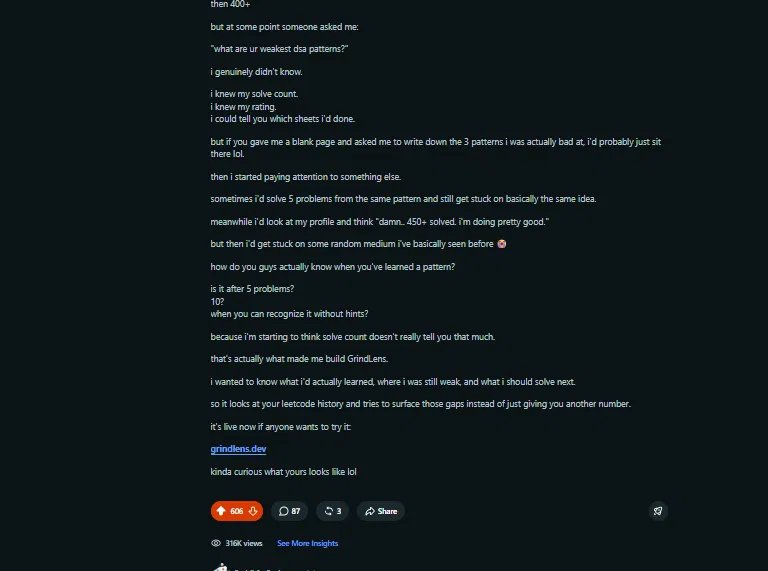 then 400+
but at some point someone asked me:
"what are ur weakest dsa patterns?"
i genuinely didn't know.
i knew my solve count.
i knew my rating.
i could tell you which sheets i'd done.
but if you gave me a blank page and asked me to write down the 3 patterns i was actually bad at, i'd probably just sit
there lol.
then i started paying attention to something else.
sometimes i'd solve 5 problems from the same pattern and still get stuck on basically the same idea.
meanwhile i'd look at my profile and think "damn.. 450+ solved. i'm doing pretty good."
but then i'd get stuck on some random medium i've basically seen before 😭
how do you guys actually know when you've learned a pattern?
is it after 5 problems?
10?
when you can recognize it without hints?
because i'm starting to think solve count doesn't really tell you that much.
that's actually what made me build GrindLens.
i wanted to know what i'd actually learned, where i was still weak, and what i should solve next.
so it looks at your leetcode history and tries to surface those gaps instead of just giving you another number.
it's live now if anyone wants to try it:
grindlens.dev
kinda curious what yours looks like lol
606 87 3 Share
316K views See More Insights